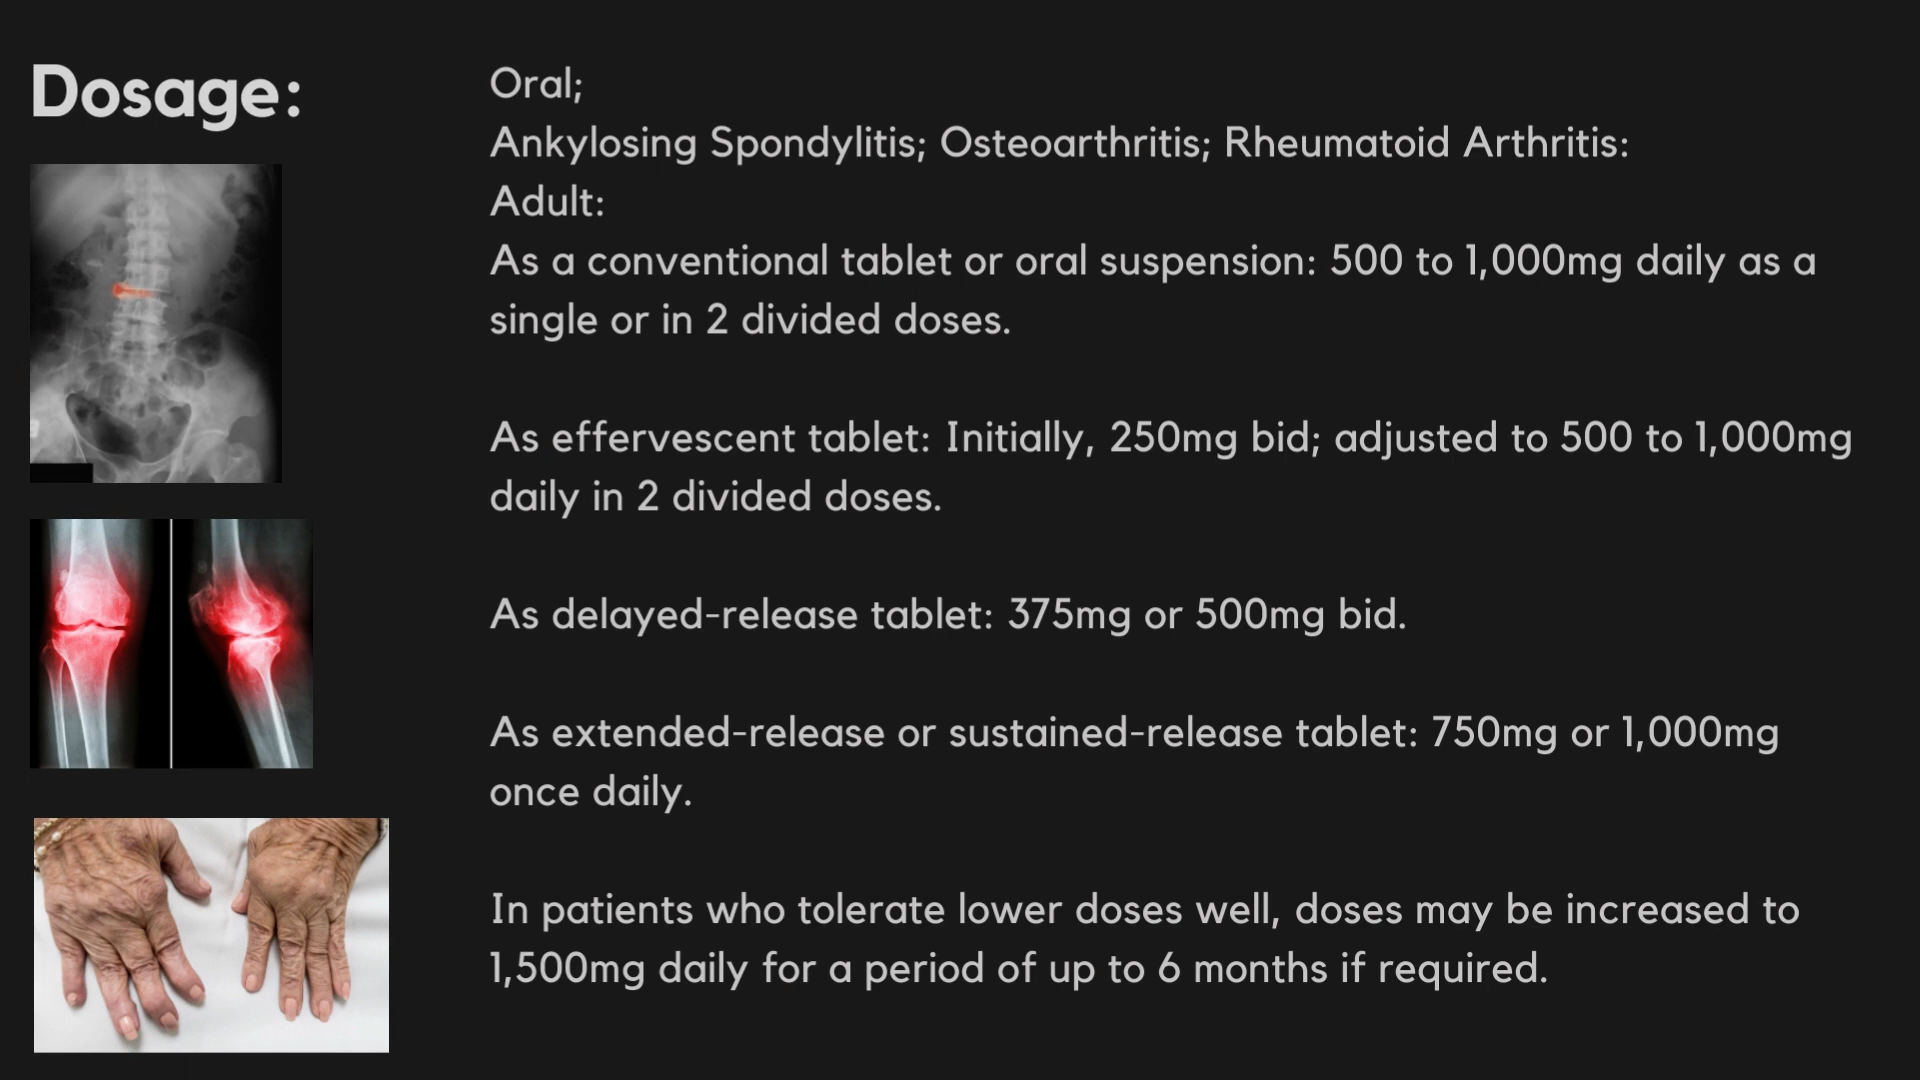 Dosage:
Oral;
Ankylosing Spondylitis; Osteoarthritis; Rheumatoid Arthritis:
Adult:
As a conventional tablet or oral suspension: 500 to 1,000mg daily as a
single or in 2 divided doses.
As effervescent tablet: Initially, 250mg bid; adjusted to 500 to 1,000mg
daily in 2 divided doses.
As delayed-release tablet: 375mg or 500mg bid.
As extended-release or sustained-release tablet: 750mg or 1,000mg
once daily.
In patients who tolerate lower doses well, doses may be increased to
1,500mg daily for a period of up to 6 months if required.